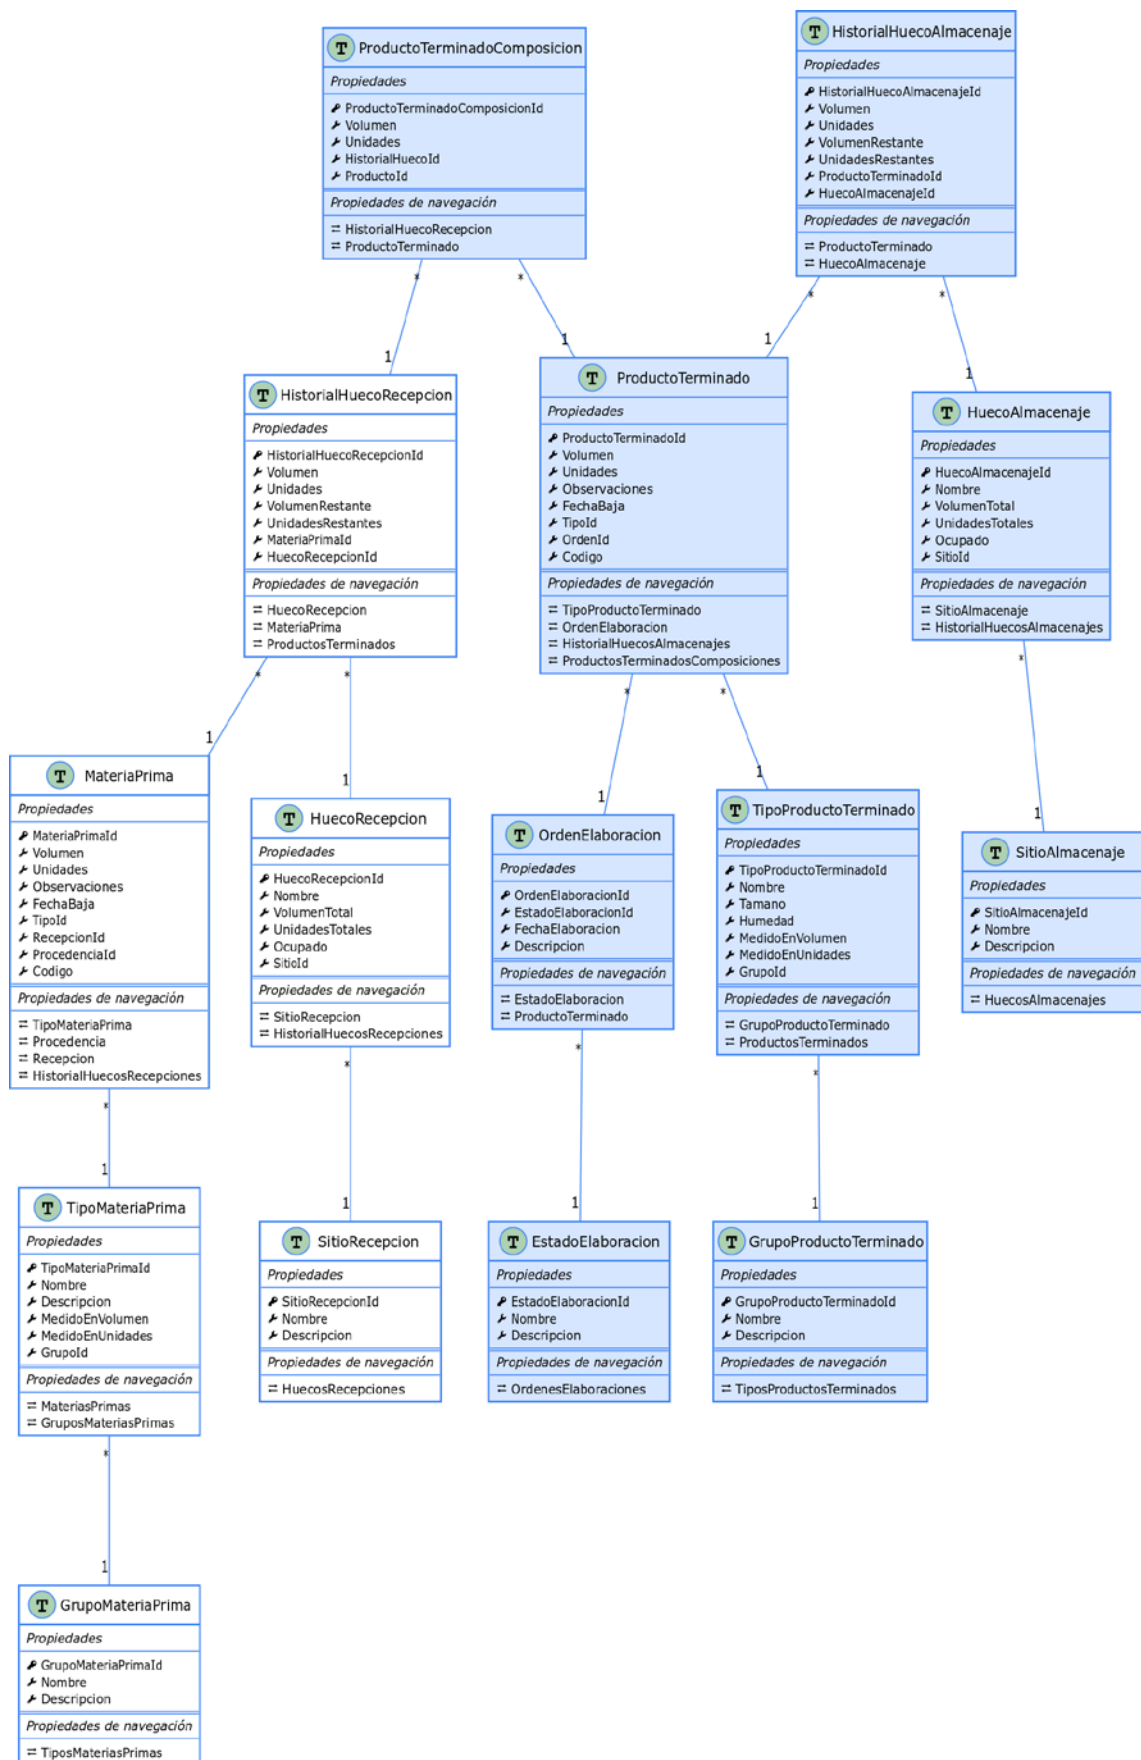 T ProductoTerminadoComposicion
Propiedades
ProductoTerminadoComposicionId
Volumen
Unidades
HistorialHuecoId
ProductoId
Propiedades de navegación
HistorialHuecoRecepcion
ProductoTerminado
T HistorialHuecoAlmacenaje
Propiedades
HistorialHuecoAlmacenajeId
Volumen
Unidades
VolumenRestante
UnidadesRestantes
ProductoTerminadoId
HuecoAlmacenajeId
Propiedades de navegación
ProductoTerminado
HuecoAlmacenaje
* * * *
1 1 1 1
T HistorialHuecoRecepcion
Propiedades
HistorialHuecoRecepcionId
Volumen
Unidades
VolumenRestante
UnidadesRestantes
MateriaPrimaId
HuecoRecepcionId
Propiedades de navegación
HuecoRecepcion
MateriaPrima
ProductosTerminados
T ProductoTerminado
Propiedades
ProductoTerminadoId
Volumen
Unidades
Observaciones
FechaBaja
TipoId
OrdenId
Codigo
Propiedades de navegación
TipoProductoTerminado
OrdenElaboracion
HistorialHuecosAlmacenajes
ProductosTerminadosComposiciones
T HuecoAlmacenaje
Propiedades
HuecoAlmacenajeId
Nombre
VolumenTotal
UnidadesTotales
Ocupado
SitioId
Propiedades de navegación
SitioAlmacenaje
HistorialHuecosAlmacenajes
* * * * *
1 1 1 1 1
T MateriaPrima
Propiedades
MateriaPrimaId
Volumen
Unidades
Observaciones
FechaBaja
TipoId
RecepcionId
ProcedenciaId
Codigo
Propiedades de navegación
TipoMateriaPrima
Procedencia
Recepcion
HistorialHuecosRecepciones
T HuecoRecepcion
Propiedades
HuecoRecepcionId
Nombre
VolumenTotal
UnidadesTotales
Ocupado
SitioId
Propiedades de navegación
SitioRecepcion
HistorialHuecosRecepciones
T OrdenElaboracion
Propiedades
OrdenElaboracionId
EstadoElaboracionId
FechaElaboracion
Descripcion
Propiedades de navegación
EstadoElaboracion
ProductoTerminado
T TipoProductoTerminado
Propiedades
TipoProductoTerminadoId
Nombre
Tamano
Humedad
MedidoEnVolumen
MedidoEnUnidades
GrupoId
Propiedades de navegación
GrupoProductoTerminado
ProductosTerminados
T SitioAlmacenaje
Propiedades
SitioAlmacenajeId
Nombre
Descripcion
Propiedades de navegación
HuecosAlmacenajes
* * * *
1 1 1 1
T TipoMateriaPrima
Propiedades
TipoMateriaPrimaId
Nombre
Descripcion
MedidoEnVolumen
MedidoEnUnidades
GrupoId
Propiedades de navegación
MateriasPrimas
GruposMateriasPrimas
T SitioRecepcion
Propiedades
SitioRecepcionId
Nombre
Descripcion
Propiedades de navegación
HuecosRecepciones
T EstadoElaboracion
Propiedades
EstadoElaboracionId
Nombre
Descripcion
Propiedades de navegación
OrdenesElaboraciones
T GrupoProductoTerminado
Propiedades
GrupoProductoTerminadoId
Nombre
Descripcion
Propiedades de navegación
TiposProductosTerminados
*
1
T GrupoMateriaPrima
Propiedades
GrupoMateriaPrimaId
Nombre
Descripcion
Propiedades de navegación
TiposMateriasPrimas